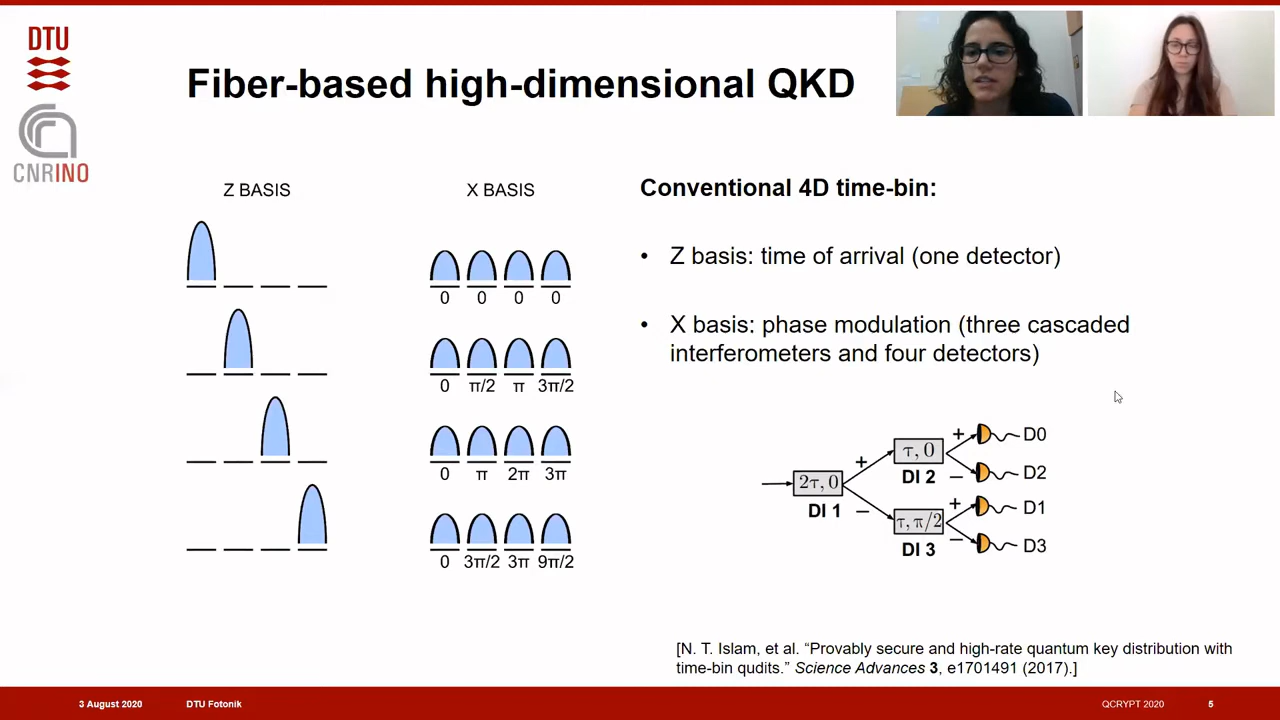 DTU
CNRINO
Fiber-based high-dimensional QKD
Z BASIS
X BASIS
0 0 0 0
0 π/2 π 3π/2
0 π 2π 3π
0 3π/2 3π 9π/2
Conventional 4D time-bin:
• Z basis: time of arrival (one detector)
• X basis: phase modulation (three cascaded
interferometers and four detectors)
2τ, 0
DI 1
+
−
τ, 0
DI 2
+
−
D0
D2
τ, π/2
DI 3
+
−
D1
D3
[N. T. Islam, et al. “Provably secure and high-rate quantum key distribution with
time-bin qudits.” Science Advances 3, e1701491 (2017).]
3 August 2020 DTU Fotonik QCRYPT 2020 5